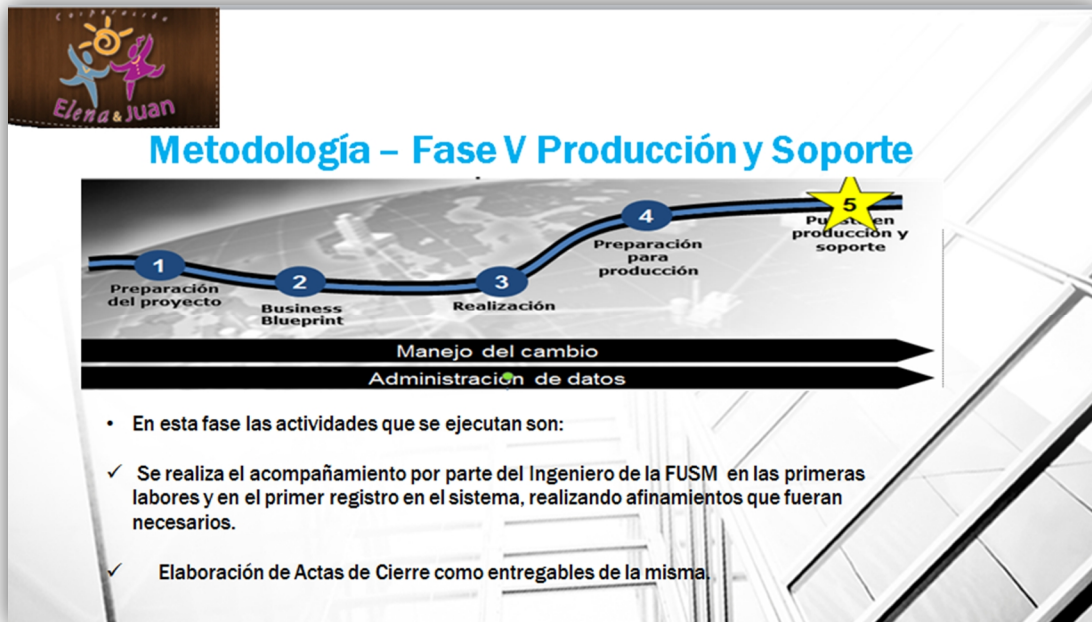 Corporación
Elena & Juan
Metodología – Fase V Producción y Soporte
1
Preparación
del proyecto
2
Business
Blueprint
3
Realización
4
Preparación
para
producción
5
en
producción y
soporte
Manejo del cambio
Administración de datos
• En esta fase las actividades que se ejecutan son:
✓ Se realiza el acompañamiento por parte del Ingeniero de la FUSM en las primeras
labores y en el primer registro en el sistema, realizando afinamientos que fueran
necesarios.
✓ Elaboración de Actas de Cierre como entregables de la misma.